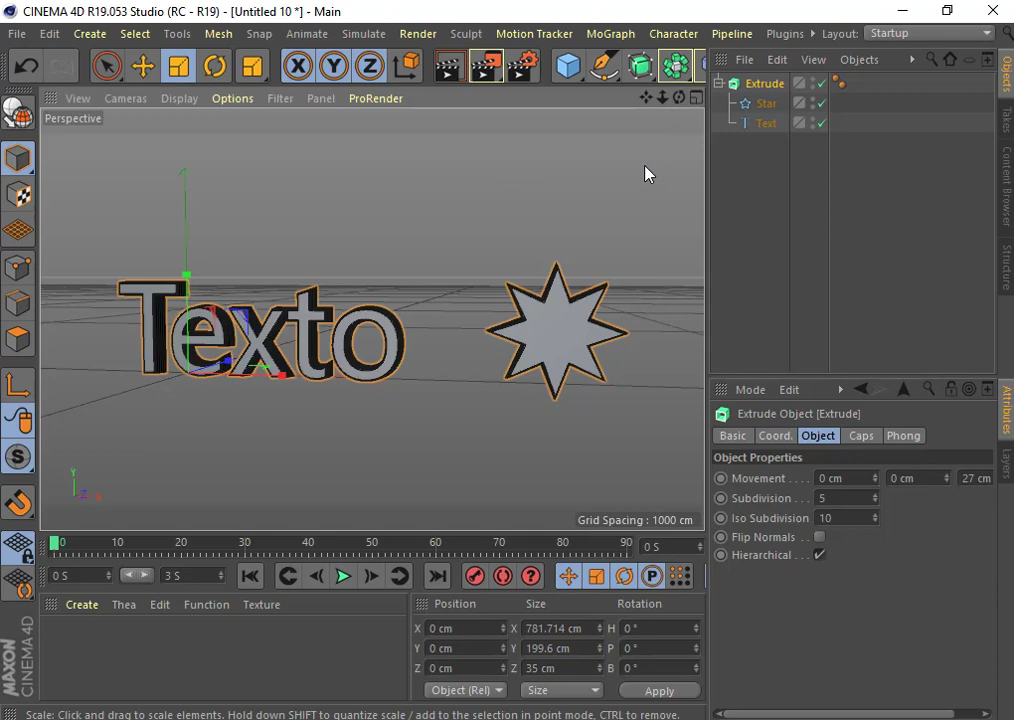 CINEMA 4D R19.053 Studio (RC - R19) - [Untitled 10 *] - Main
File Edit Create Select Tools Mesh Snap Animate Simulate Render Sculpt Motion Tracker MoGraph Character Pipeline Plugins Layout: Startup
X Y Z
File Edit View Objects
View Cameras Display Options Filter Panel ProRender
Perspective
Extrude
Star
Text
Objects
Takes
Content Browser
Structure
Texto
Y
Z X
Grid Spacing : 1000 cm
Mode Edit
Extrude Object [Extrude]
Basic Coord. Object Caps Phong
Object Properties
Movement . . . . 0 cm 0 cm 27 cm
Subdivision . . . 5
Iso Subdivision 10
Flip Normals . .
Hierarchical . . .
Attributes
Layers
S
0 10 20 30 40 50 60 70 80 90 0 S
0 S 3 S P
Create Thea Edit Function Texture
Position Size Rotation
X 0 cm X 781.714 cm H 0 °
Y 0 cm Y 199.6 cm P 0 °
Z 0 cm Z 35 cm B 0 °
Object (Rel) Size Apply
MAXON CINEMA 4D
Scale: Click and drag to scale elements. Hold down SHIFT to quantize scale / add to the selection in point mode, CTRL to remove.